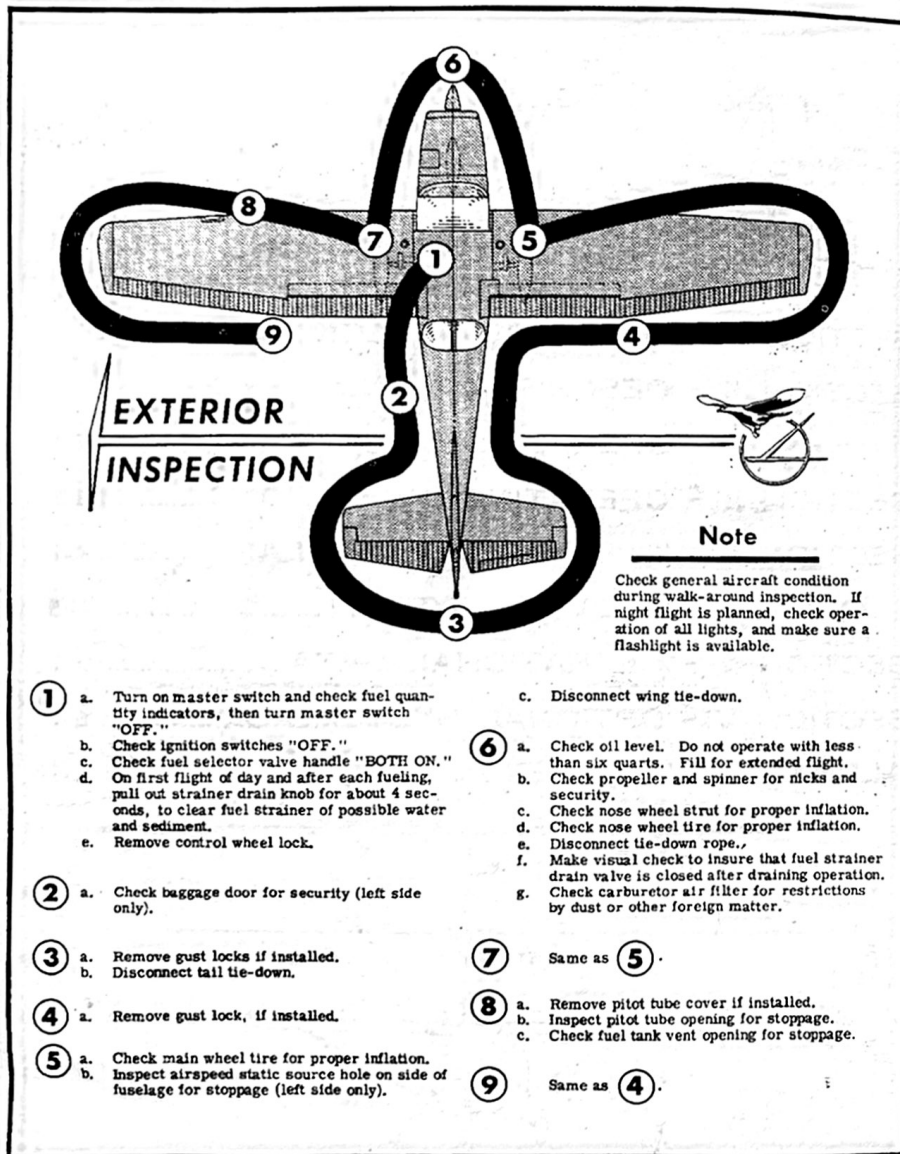 6
8
7
5
1
9
4
2
EXTERIOR
INSPECTION
Note
Check general aircraft condition
during walk-around inspection. If
night flight is planned, check oper-
ation of all lights, and make sure a
flashlight is available.
3
1 a. Turn on master switch and check fuel quan-
tity indicators, then turn master switch
"OFF."
b. Check ignition switches "OFF."
c. Check fuel selector valve handle "BOTH ON."
d. On first flight of day and after each fueling,
pull out strainer drain knob for about 4 sec-
onds, to clear fuel strainer of possible water
and sediment.
e. Remove control wheel lock.
2 a. Check baggage door for security (left side
only).
3 a. Remove gust locks if installed.
b. Disconnect tail tie-down.
4 a. Remove gust lock, if installed.
5 a. Check main wheel tire for proper inflation.
b. Inspect airspeed static source hole on side of
fuselage for stoppage (left side only).
c. Disconnect wing tie-down.
6 a. Check oil level. Do not operate with less
than six quarts. Fill for extended flight.
b. Check propeller and spinner for nicks and
security.
c. Check nose wheel strut for proper inflation.
d. Check nose wheel tire for proper inflation.
e. Disconnect tie-down rope.
f. Make visual check to insure that fuel strainer
drain valve is closed after draining operation.
g. Check carburetor air filter for restrictions
by dust or other foreign matter.
7 Same as 5.
8 a. Remove pitot tube cover if installed.
b. Inspect pitot tube opening for stoppage.
c. Check fuel tank vent opening for stoppage.
9 Same as 4.